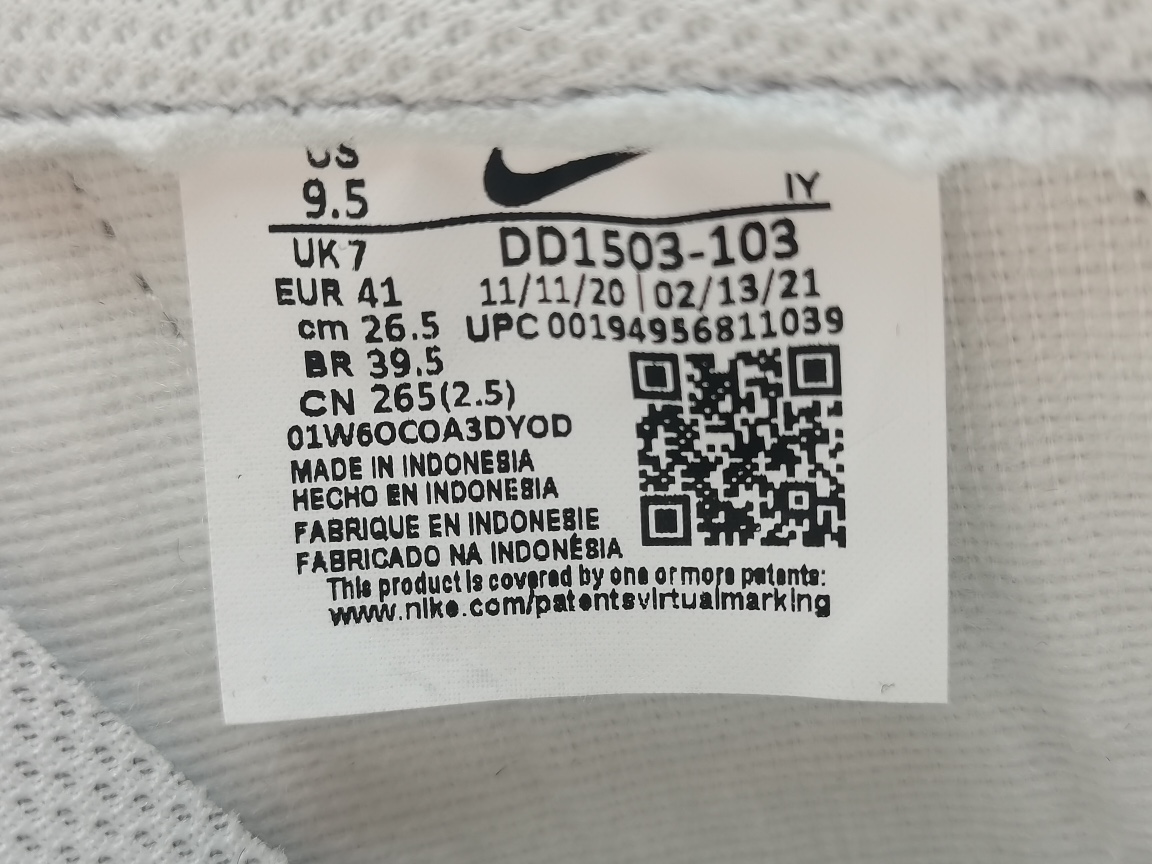 US
9.5
IY
UK 7
DD1503-103
EUR 41
11/11/20 | 02/13/21
cm 26.5
UPC 00194956811039
BR 39.5
CN 265(2.5)
01W6OCOA3DYOD
MADE IN INDONESIA
HECHO EN INDONESIA
FABRIQUE EN INDONESIE
FABRICADO NA INDONÉSIA
This product is covered by one or more patents:
www.nike.com/patentsvirtualmarking